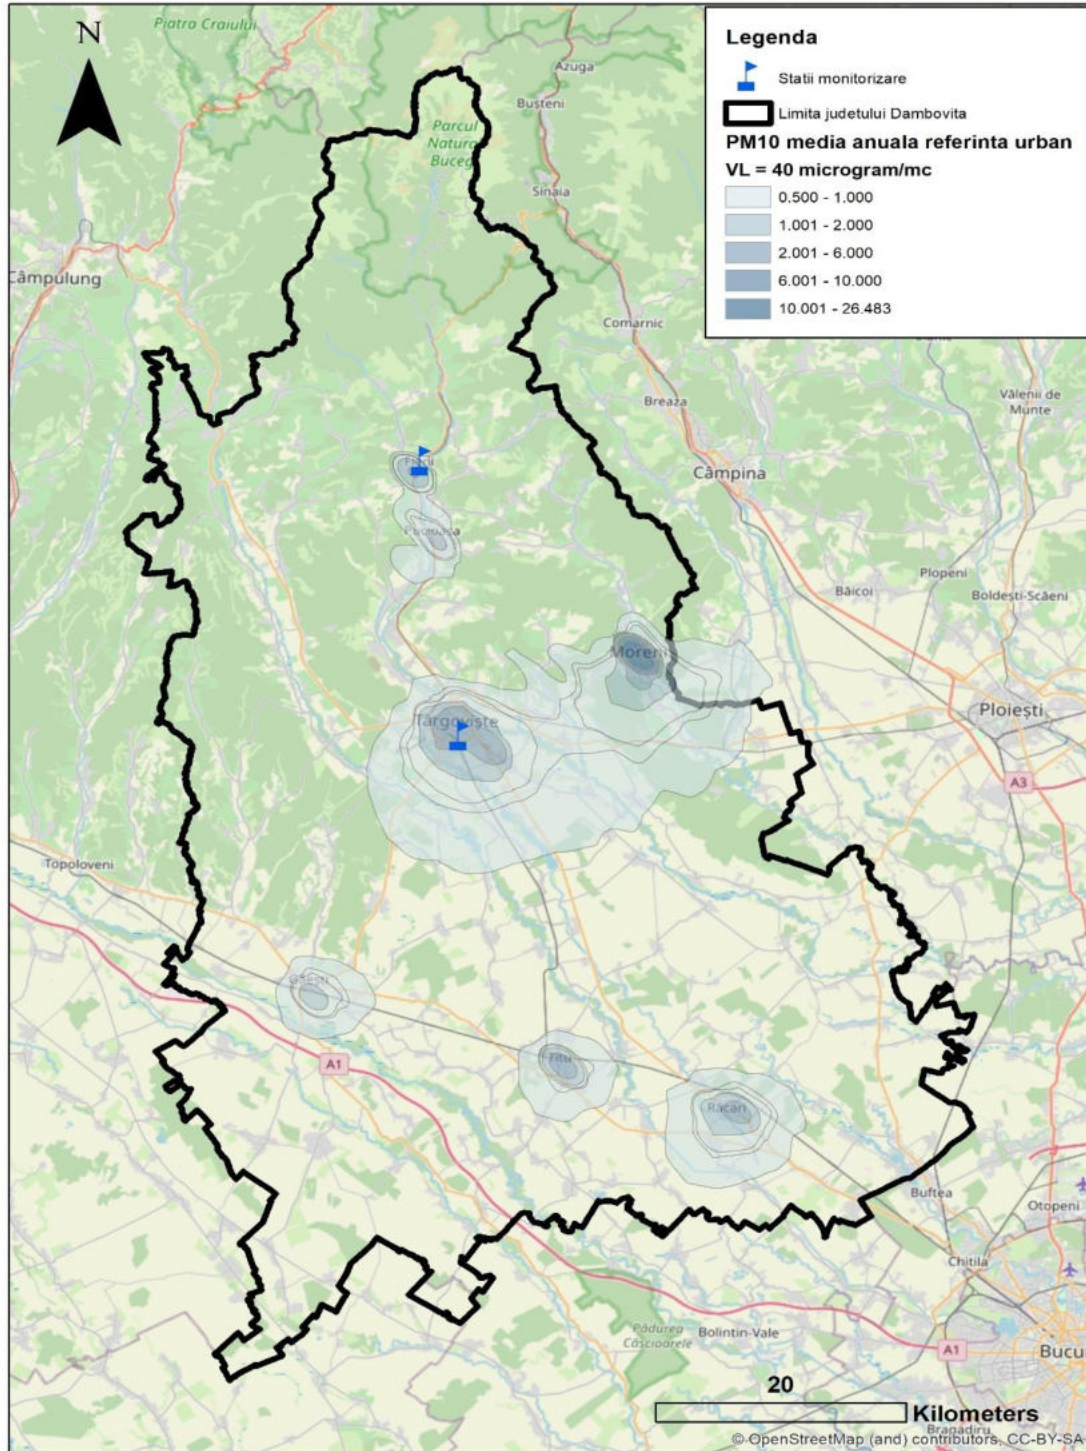 N
Piatra Craiului
Azuga
Busteni
Parcul
Natura
Buceg
Sinaia
Câmpulung
Comarnic
Breaza
Vălenii de
Munte
Câmpina
Plopeni
Băicoi
Boldești-Scăeni
Moreni
Târgoviște
Ploiești
A3
Topoloveni
A1
Titu
Răcari
Buftea
Otopeni
Chitila
Pădurea
Căscioarele
Bolintin-Vale
A1
Bucur
Bragadiru
Legenda
Statii monitorizare
Limita judetului Dambovita
PM10 media anuala referinta urban
VL = 40 microgram/mc
0.500 - 1.000
1.001 - 2.000
2.001 - 6.000
6.001 - 10.000
10.001 - 26.483
20
Kilometers
© OpenStreetMap (and) contributors, CC-BY-SA